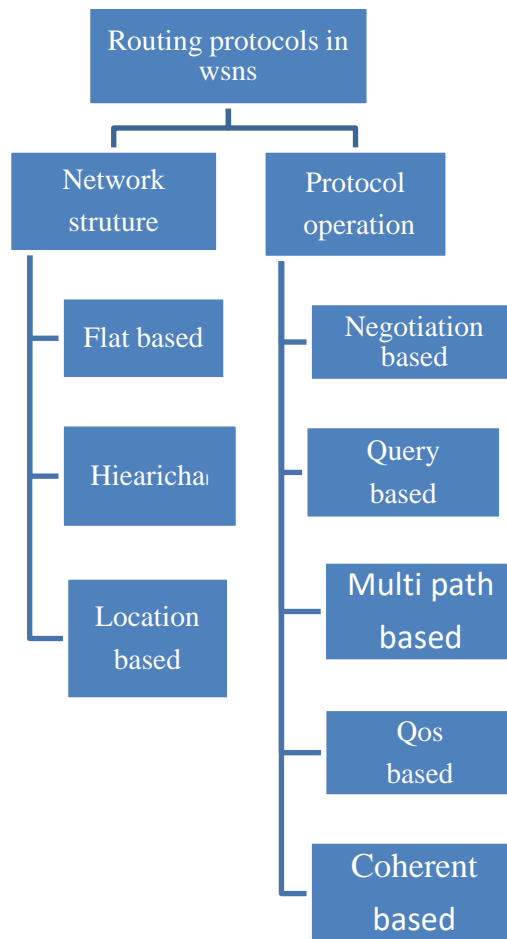 Routing protocols in
wsns
Network
struture
Protocol
operation
Flat based
Negotiation
based
Hiearichal
Query
based
Location
based
Multi path
based
Qos
based
Coherent
based